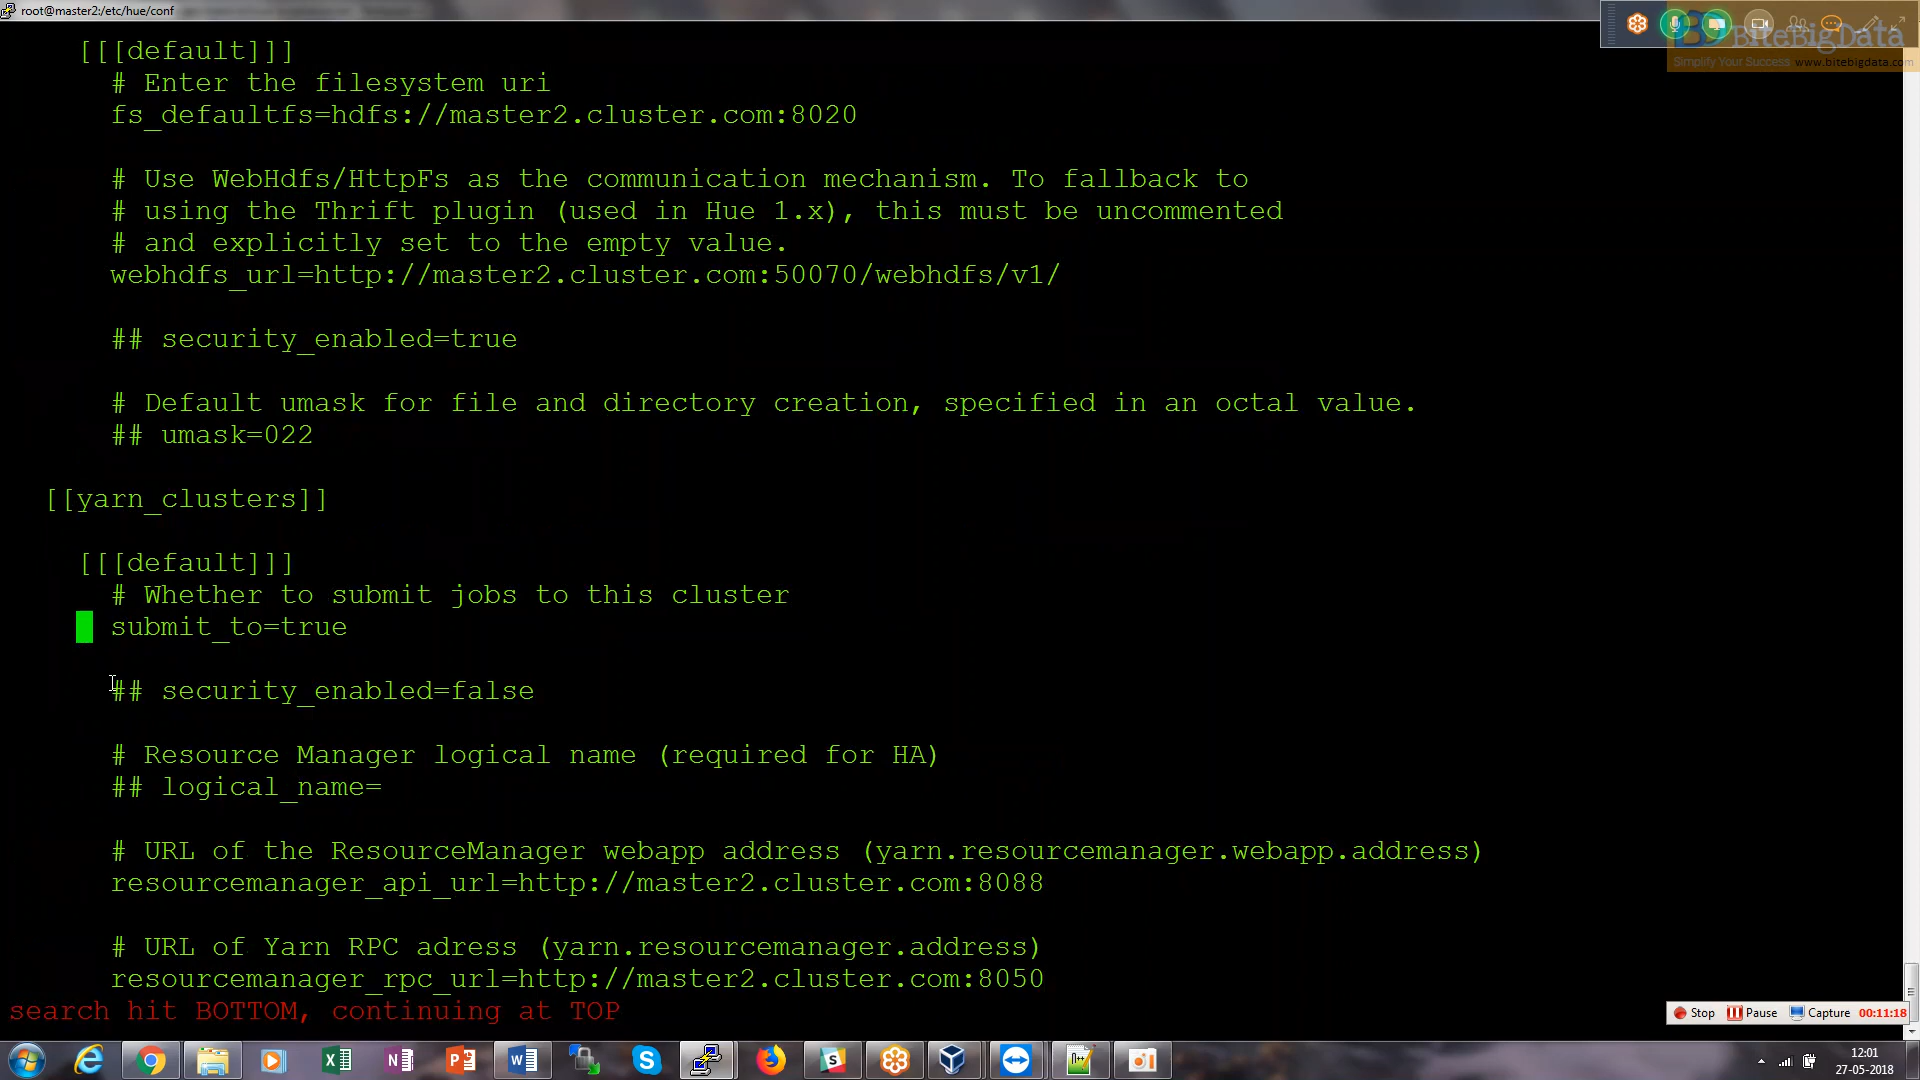 root@master2:/etc/hue/conf
BiteBigData
Simplify Your Success www.bitebigdata.com
[[[default]]]
# Enter the filesystem uri
fs_defaultfs=hdfs://master2.cluster.com:8020
# Use WebHdfs/HttpFs as the communication mechanism. To fallback to
# using the Thrift plugin (used in Hue 1.x), this must be uncommented
# and explicitly set to the empty value.
webhdfs_url=http://master2.cluster.com:50070/webhdfs/v1/
## security_enabled=true
# Default umask for file and directory creation, specified in an octal value.
## umask=022
[[yarn_clusters]]
[[[default]]]
# Whether to submit jobs to this cluster
submit_to=true
## security_enabled=false
# Resource Manager logical name (required for HA)
## logical_name=
# URL of the ResourceManager webapp address (yarn.resourcemanager.webapp.address)
resourcemanager_api_url=http://master2.cluster.com:8088
# URL of Yarn RPC adress (yarn.resourcemanager.address)
resourcemanager_rpc_url=http://master2.cluster.com:8050
search hit BOTTOM, continuing at TOP
Stop Pause Capture 00:11:18
12:01
27-05-2018